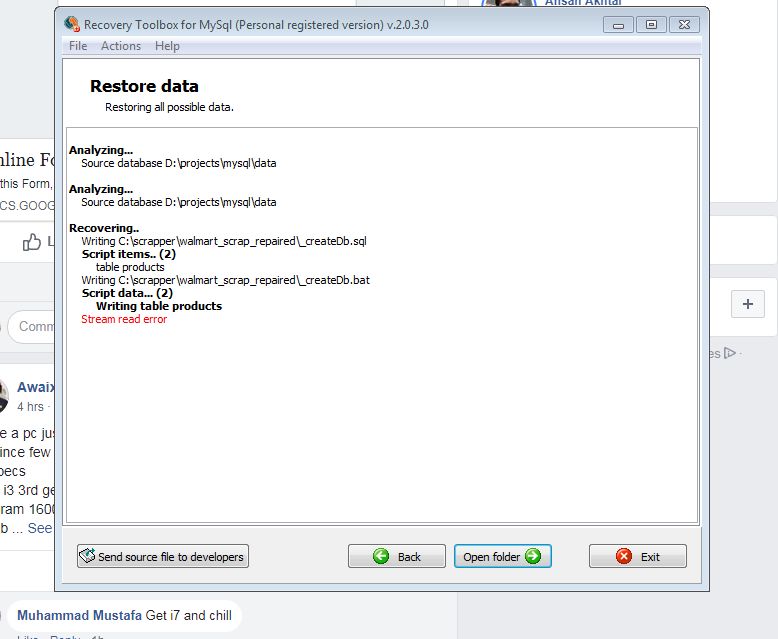 Ahsan Akhtar
Recovery Toolbox for MySql (Personal registered version) v.2.0.3.0
File Actions Help
Restore data
Restoring all possible data.
Analyzing...
Source database D:\projects\mysql\data
Analyzing...
Source database D:\projects\mysql\data
Recovering..
Writing C:\scrapper\walmart_scrap_repaired\_createDb.sql
Script items.. (2)
table products
Writing C:\scrapper\walmart_scrap_repaired\_createDb.bat
Script data... (2)
Writing table products
Stream read error
Send source file to developers
Back
Open folder
Exit
nline Fo
this Form,
CS.GOOG
L
Comm
Awaix
4 hrs ·
e a pc jus
ince few
pecs
i3 3rd ge
ram 1600
b ... See
es
Muhammad Mustafa Get i7 and chill
Like · Reply · 4h